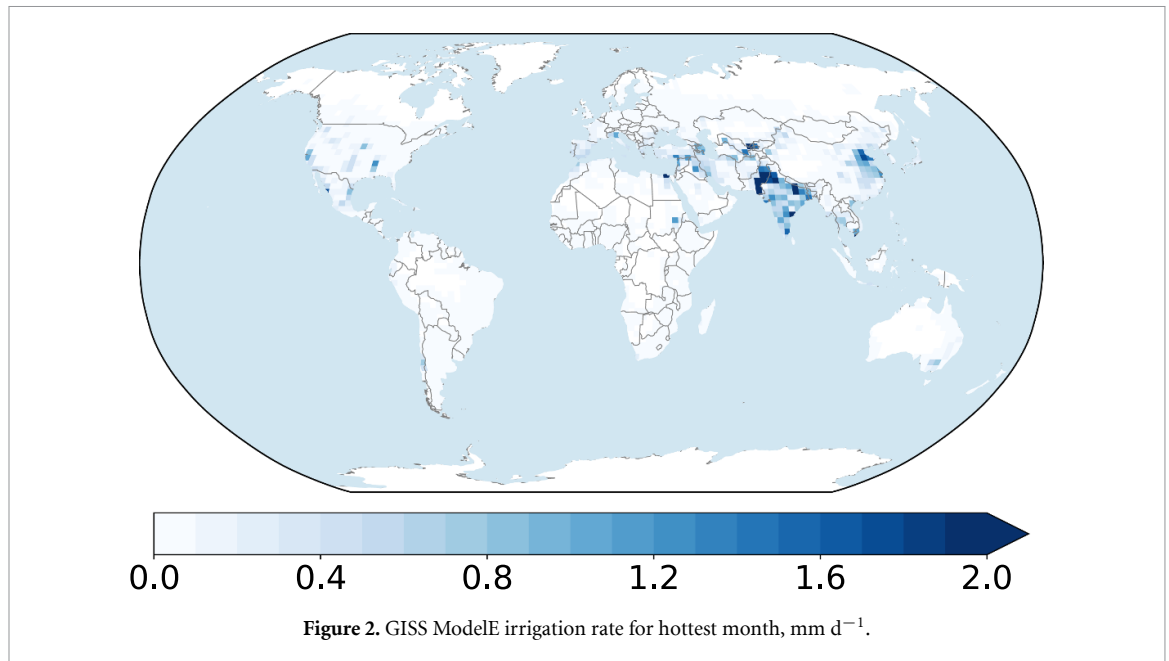 0.0 0.4 0.8 1.2 1.6 2.0
Figure 2. GISS ModelE irrigation rate for hottest month, mm d⁻¹.